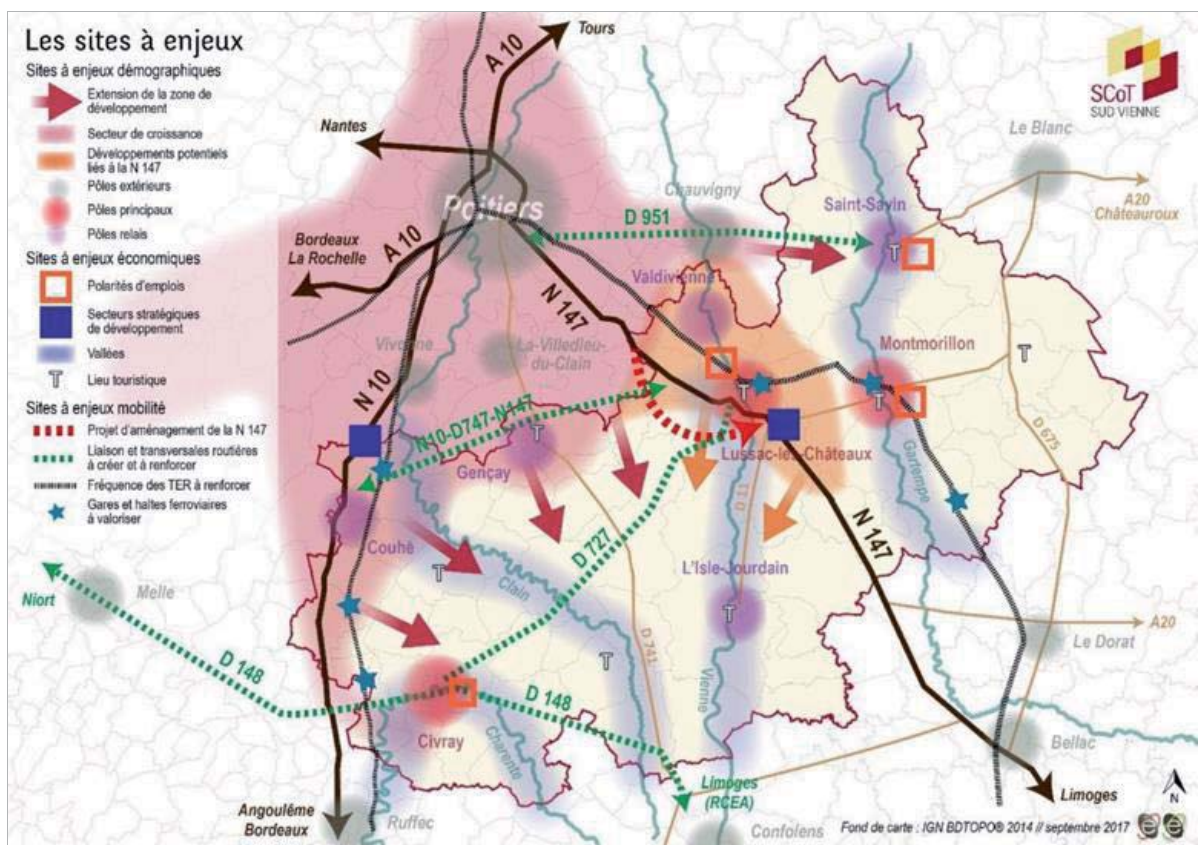 Les sites à enjeux
Sites à enjeux démographiques
Extension de la zone de
développement
Secteur de croissance
Développements potentiels
liés à la N 147
Pôles extérieurs
Pôles principaux
Pôles relais
Sites à enjeux économiques
Polarités d'emplois
Secteurs stratégiques
de développement
Vallées
T
Lieu touristique
Sites à enjeux mobilité
Projet d'aménagement de la N 147
Liaison et transversales routières
à créer et à renforcer
Fréquence des TER à renforcer
Gares et haltes ferroviaires
à valoriser
SCoT
SUD VIENNE
Tours
A 10
Nantes
Le Blanc
Chauvigny
A20
Châteauroux
Poitiers
Saint-Savin
D 951
T
Bordeaux
La Rochelle
A 10
Valdivienne
N 147
Montmorillon
Vivonne
La-Villedieu-
du-Clain
T
N 10
N10-D747-N147
T
T
D 675
Gençay
T
Lussac-les-Châteaux
Gartempe
D 11
Couhé
D 727
N 147
T
Clain
L'Isle-Jourdain
T
Niort
Melle
A20
Le Dorat
D 741
T
Vienne
D 148
D 148
Civray
Charente
Bellac
Limoges
(RCEA)
Limoges
N
Angoulême
Bordeaux
Ruffec
Confolens
Fond de carte : IGN BDTOPO® 2014 // septembre 2017
é é